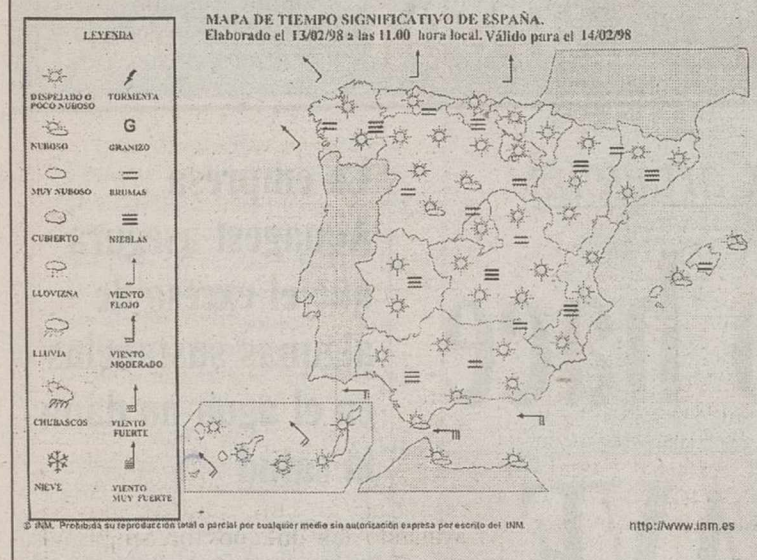 MAPA DE TIEMPO SIGNIFICATIVO DE ESPAÑA.
Elaborado el 13/02/98 a las 11.00 hora local. Válido para el 14/02/98
LEYENDA
DESPEJADO O
POCO NUBOSO
TORMENTA
NUBOSO
G
GRANIZO
MUY NUBOSO
BRUMAS
CUBIERTO
NIEBLAS
LLOVIZNA
VIENTO
FLOJO
LLUVIA
VIENTO
MODERADO
CHUBASCOS
VIENTO
FUERTE
NIEVE
VIENTO
MUY FUERTE
© INM. Prohibida su reproducción total o parcial por cualquier medio sin autorización expresa por escrito del INM.
http://www.inm.es